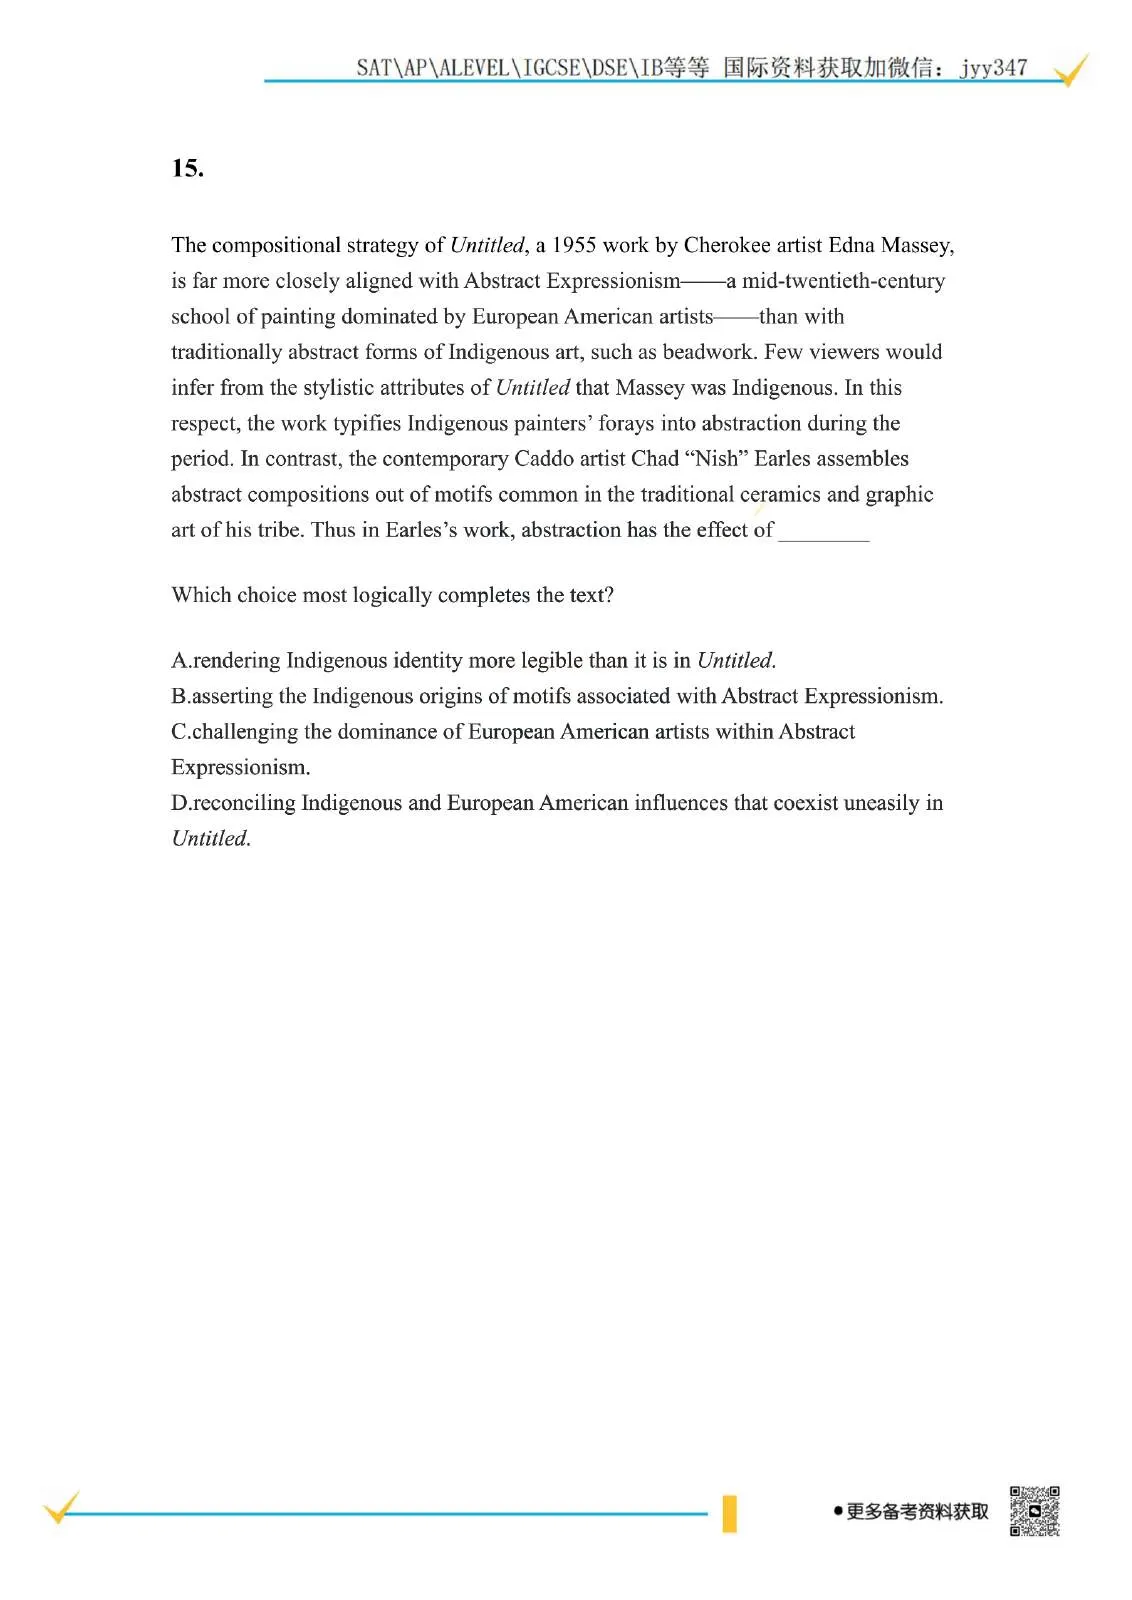 SAT\AP\ALEVEL\IGCSE\DSE\IB等等 国际资料获取加微信：jyy347
15.
The compositional strategy of Untitled, a 1955 work by Cherokee artist Edna Massey,
is far more closely aligned with Abstract Expressionism——a mid-twentieth-century
school of painting dominated by European American artists——than with
traditionally abstract forms of Indigenous art, such as beadwork. Few viewers would
infer from the stylistic attributes of Untitled that Massey was Indigenous. In this
respect, the work typifies Indigenous painters’ forays into abstraction during the
period. In contrast, the contemporary Caddo artist Chad “Nish” Earles assembles
abstract compositions out of motifs common in the traditional ceramics and graphic
art of his tribe. Thus in Earles’s work, abstraction has the effect of ________
Which choice most logically completes the text?
A.rendering Indigenous identity more legible than it is in Untitled.
B.asserting the Indigenous origins of motifs associated with Abstract Expressionism.
C.challenging the dominance of European American artists within Abstract
Expressionism.
D.reconciling Indigenous and European American influences that coexist uneasily in
Untitled.
●更多备考资料获取